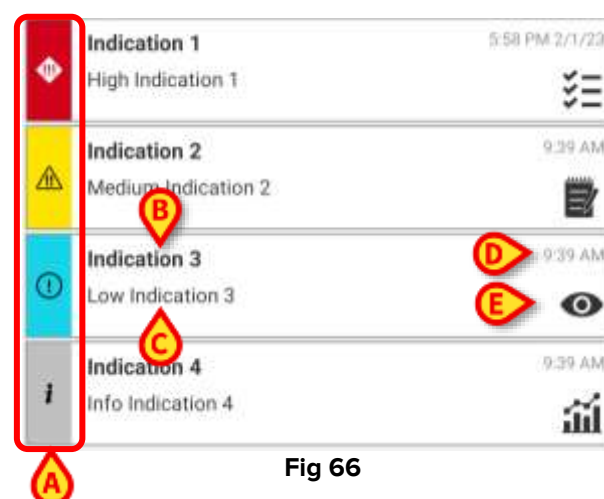 Indication 1
5:58 PM 2/1/23
High Indication 1
Indication 2
9:39 AM
Medium Indication 2
B
Indication 3
D
9:39 AM
Low Indication 3
E
C
Indication 4
9:39 AM
i
Info Indication 4
A
Fig 66